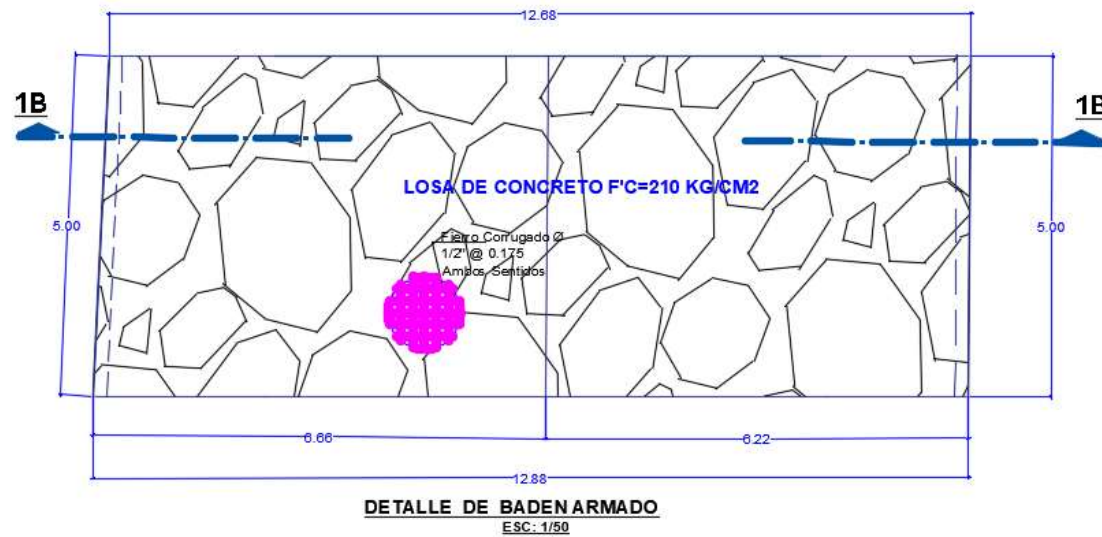 12.68
1B
1B
LOSA DE CONCRETO F'C=210 KG/CM2
5.00
5.00
Fierro Corrugado Ø
1/2" @ 0.175
Ambos Sentidos
6.66
6.22
12.88
DETALLE DE BADEN ARMADO
ESC: 1/50